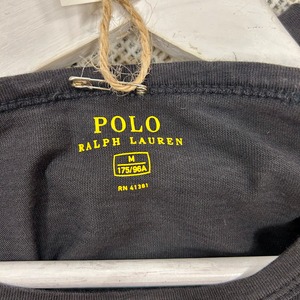 POLO
RALPH LAUREN
M
175/96A
RN 41381